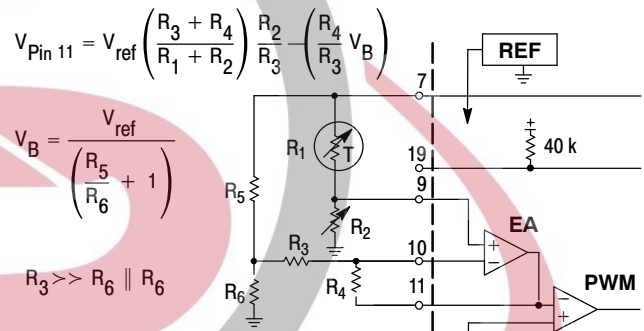 V_Pin 11 = V_ref ( (R_3 + R_4) / (R_1 + R_2) ) R_2 / R_3 − ( R_4 / R_3 V_B )
V_B = V_ref / ( R_5 / R_6 + 1 )
R_3 >> R_6 ∥ R_6
REF
7
R_1
T
19
40 k
+
R_5
9
R_2
EA
+
R_3
10
−
R_6
R_4
11
−
+
PWM